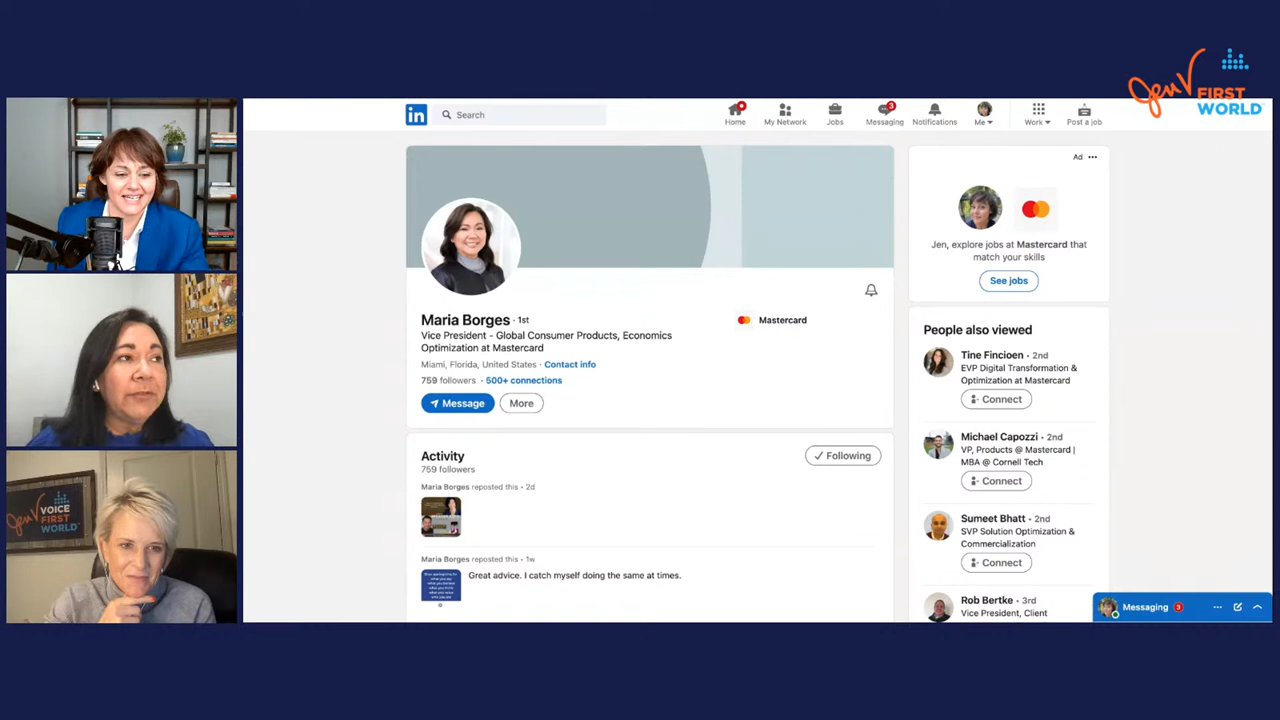 Jen V
FIRST
WORLD
in
Search
Home
My Network
Jobs
3
Messaging
Notifications
Me
Work
Post a job
Ad
Jen, explore jobs at Mastercard that
match your skills
See jobs
Maria Borges · 1st
Vice President - Global Consumer Products, Economics
Optimization at Mastercard
Mastercard
Miami, Florida, United States · Contact info
759 followers · 500+ connections
Message
More
Activity
759 followers
Following
Maria Borges reposted this · 2d
Maria Borges reposted this · 1w
Great advice. I catch myself doing the same at times.
People also viewed
Tine Fincioen · 2nd
EVP Digital Transformation &
Optimization at Mastercard
Connect
Michael Capozzi · 2nd
VP, Products @ Mastercard |
MBA @ Cornell Tech
Connect
Sumeet Bhatt · 2nd
SVP Solution Optimization &
Commercialization
Connect
Rob Bertke · 3rd
Vice President, Client
Messaging 3
Jen V
VOICE
FIRST
WORLD